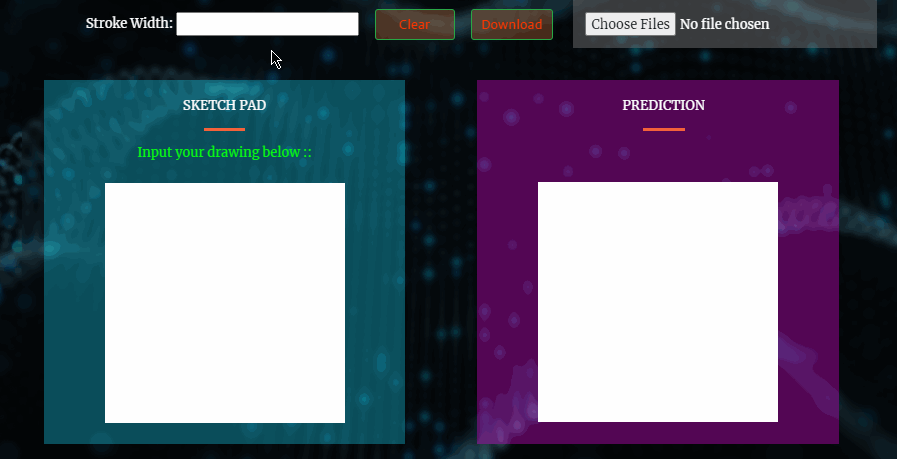 Stroke Width: Clear Download Choose Files No file chosen
SKETCH PAD
PREDICTION
Input your drawing below ::